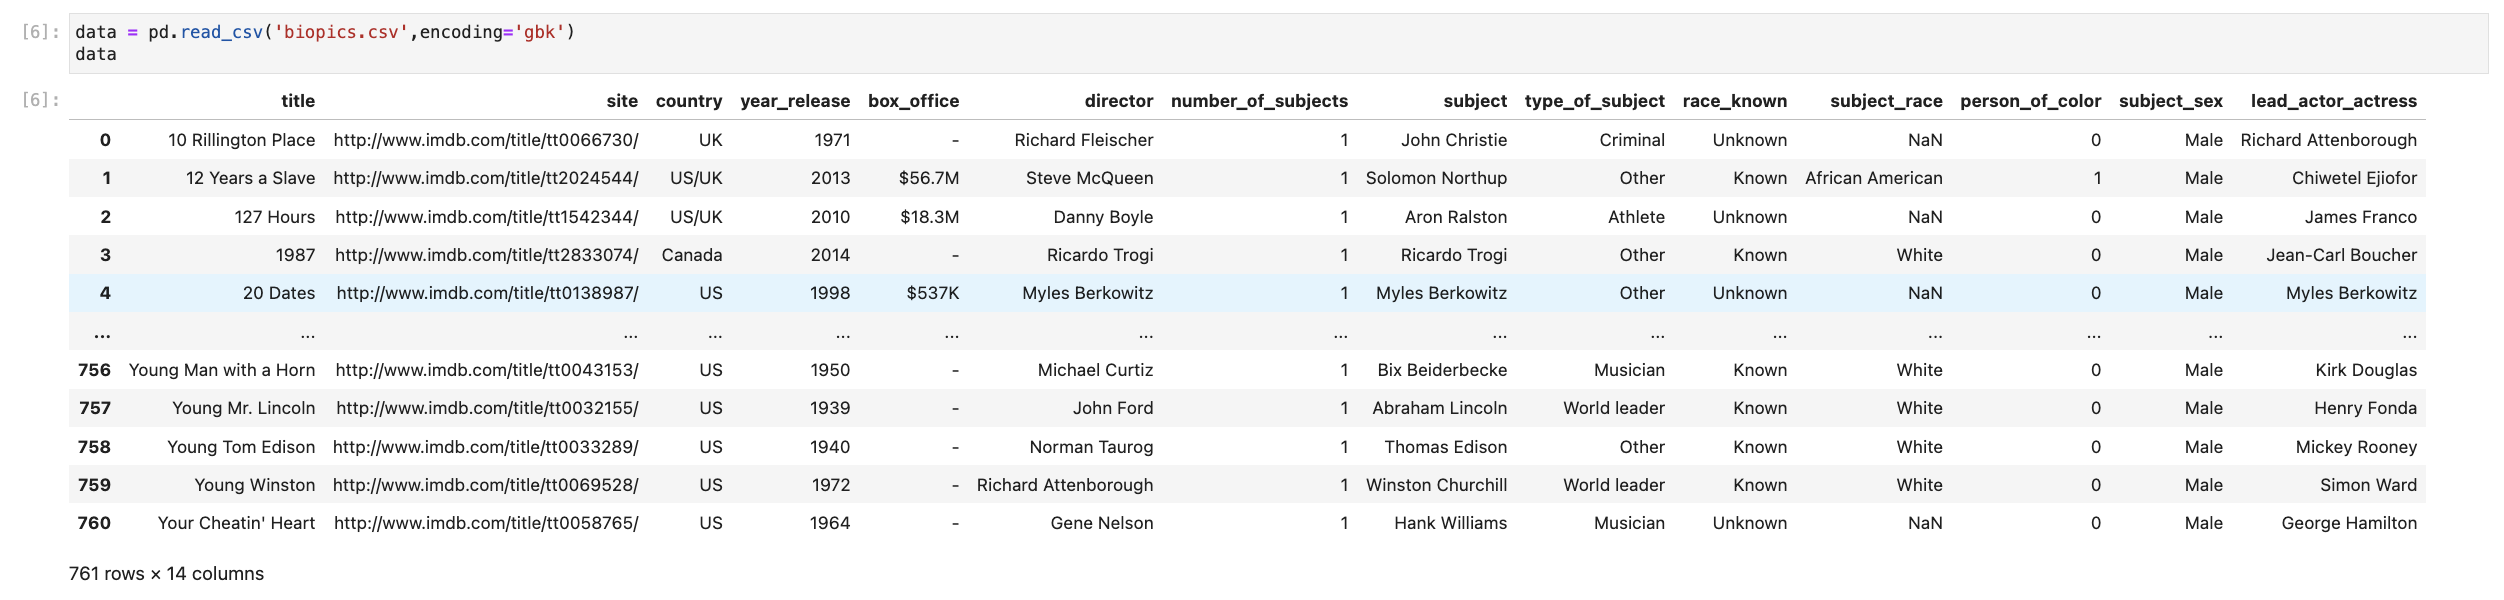 [6]: data = pd.read_csv('biopics.csv',encoding='gbk')
data
[6]: title site country year_release box_office director number_of_subjects subject type_of_subject race_known subject_race person_of_color subject_sex lead_actor_actress
0 10 Rillington Place http://www.imdb.com/title/tt0066730/ UK 1971 - Richard Fleischer 1 John Christie Criminal Unknown NaN 0 Male Richard Attenborough
1 12 Years a Slave http://www.imdb.com/title/tt2024544/ US/UK 2013 $56.7M Steve McQueen 1 Solomon Northup Other Known African American 1 Male Chiwetel Ejiofor
2 127 Hours http://www.imdb.com/title/tt1542344/ US/UK 2010 $18.3M Danny Boyle 1 Aron Ralston Athlete Unknown NaN 0 Male James Franco
3 1987 http://www.imdb.com/title/tt2833074/ Canada 2014 - Ricardo Trogi 1 Ricardo Trogi Other Known White 0 Male Jean-Carl Boucher
4 20 Dates http://www.imdb.com/title/tt0138987/ US 1998 $537K Myles Berkowitz 1 Myles Berkowitz Other Unknown NaN 0 Male Myles Berkowitz
... ... ... ... ... ... ... ... ... ... ... ... ... ... ...
756 Young Man with a Horn http://www.imdb.com/title/tt0043153/ US 1950 - Michael Curtiz 1 Bix Beiderbecke Musician Known White 0 Male Kirk Douglas
757 Young Mr. Lincoln http://www.imdb.com/title/tt0032155/ US 1939 - John Ford 1 Abraham Lincoln World leader Known White 0 Male Henry Fonda
758 Young Tom Edison http://www.imdb.com/title/tt0033289/ US 1940 - Norman Taurog 1 Thomas Edison Other Known White 0 Male Mickey Rooney
759 Young Winston http://www.imdb.com/title/tt0069528/ US 1972 - Richard Attenborough 1 Winston Churchill World leader Known White 0 Male Simon Ward
760 Your Cheatin' Heart http://www.imdb.com/title/tt0058765/ US 1964 - Gene Nelson 1 Hank Williams Musician Unknown NaN 0 Male George Hamilton
761 rows × 14 columns